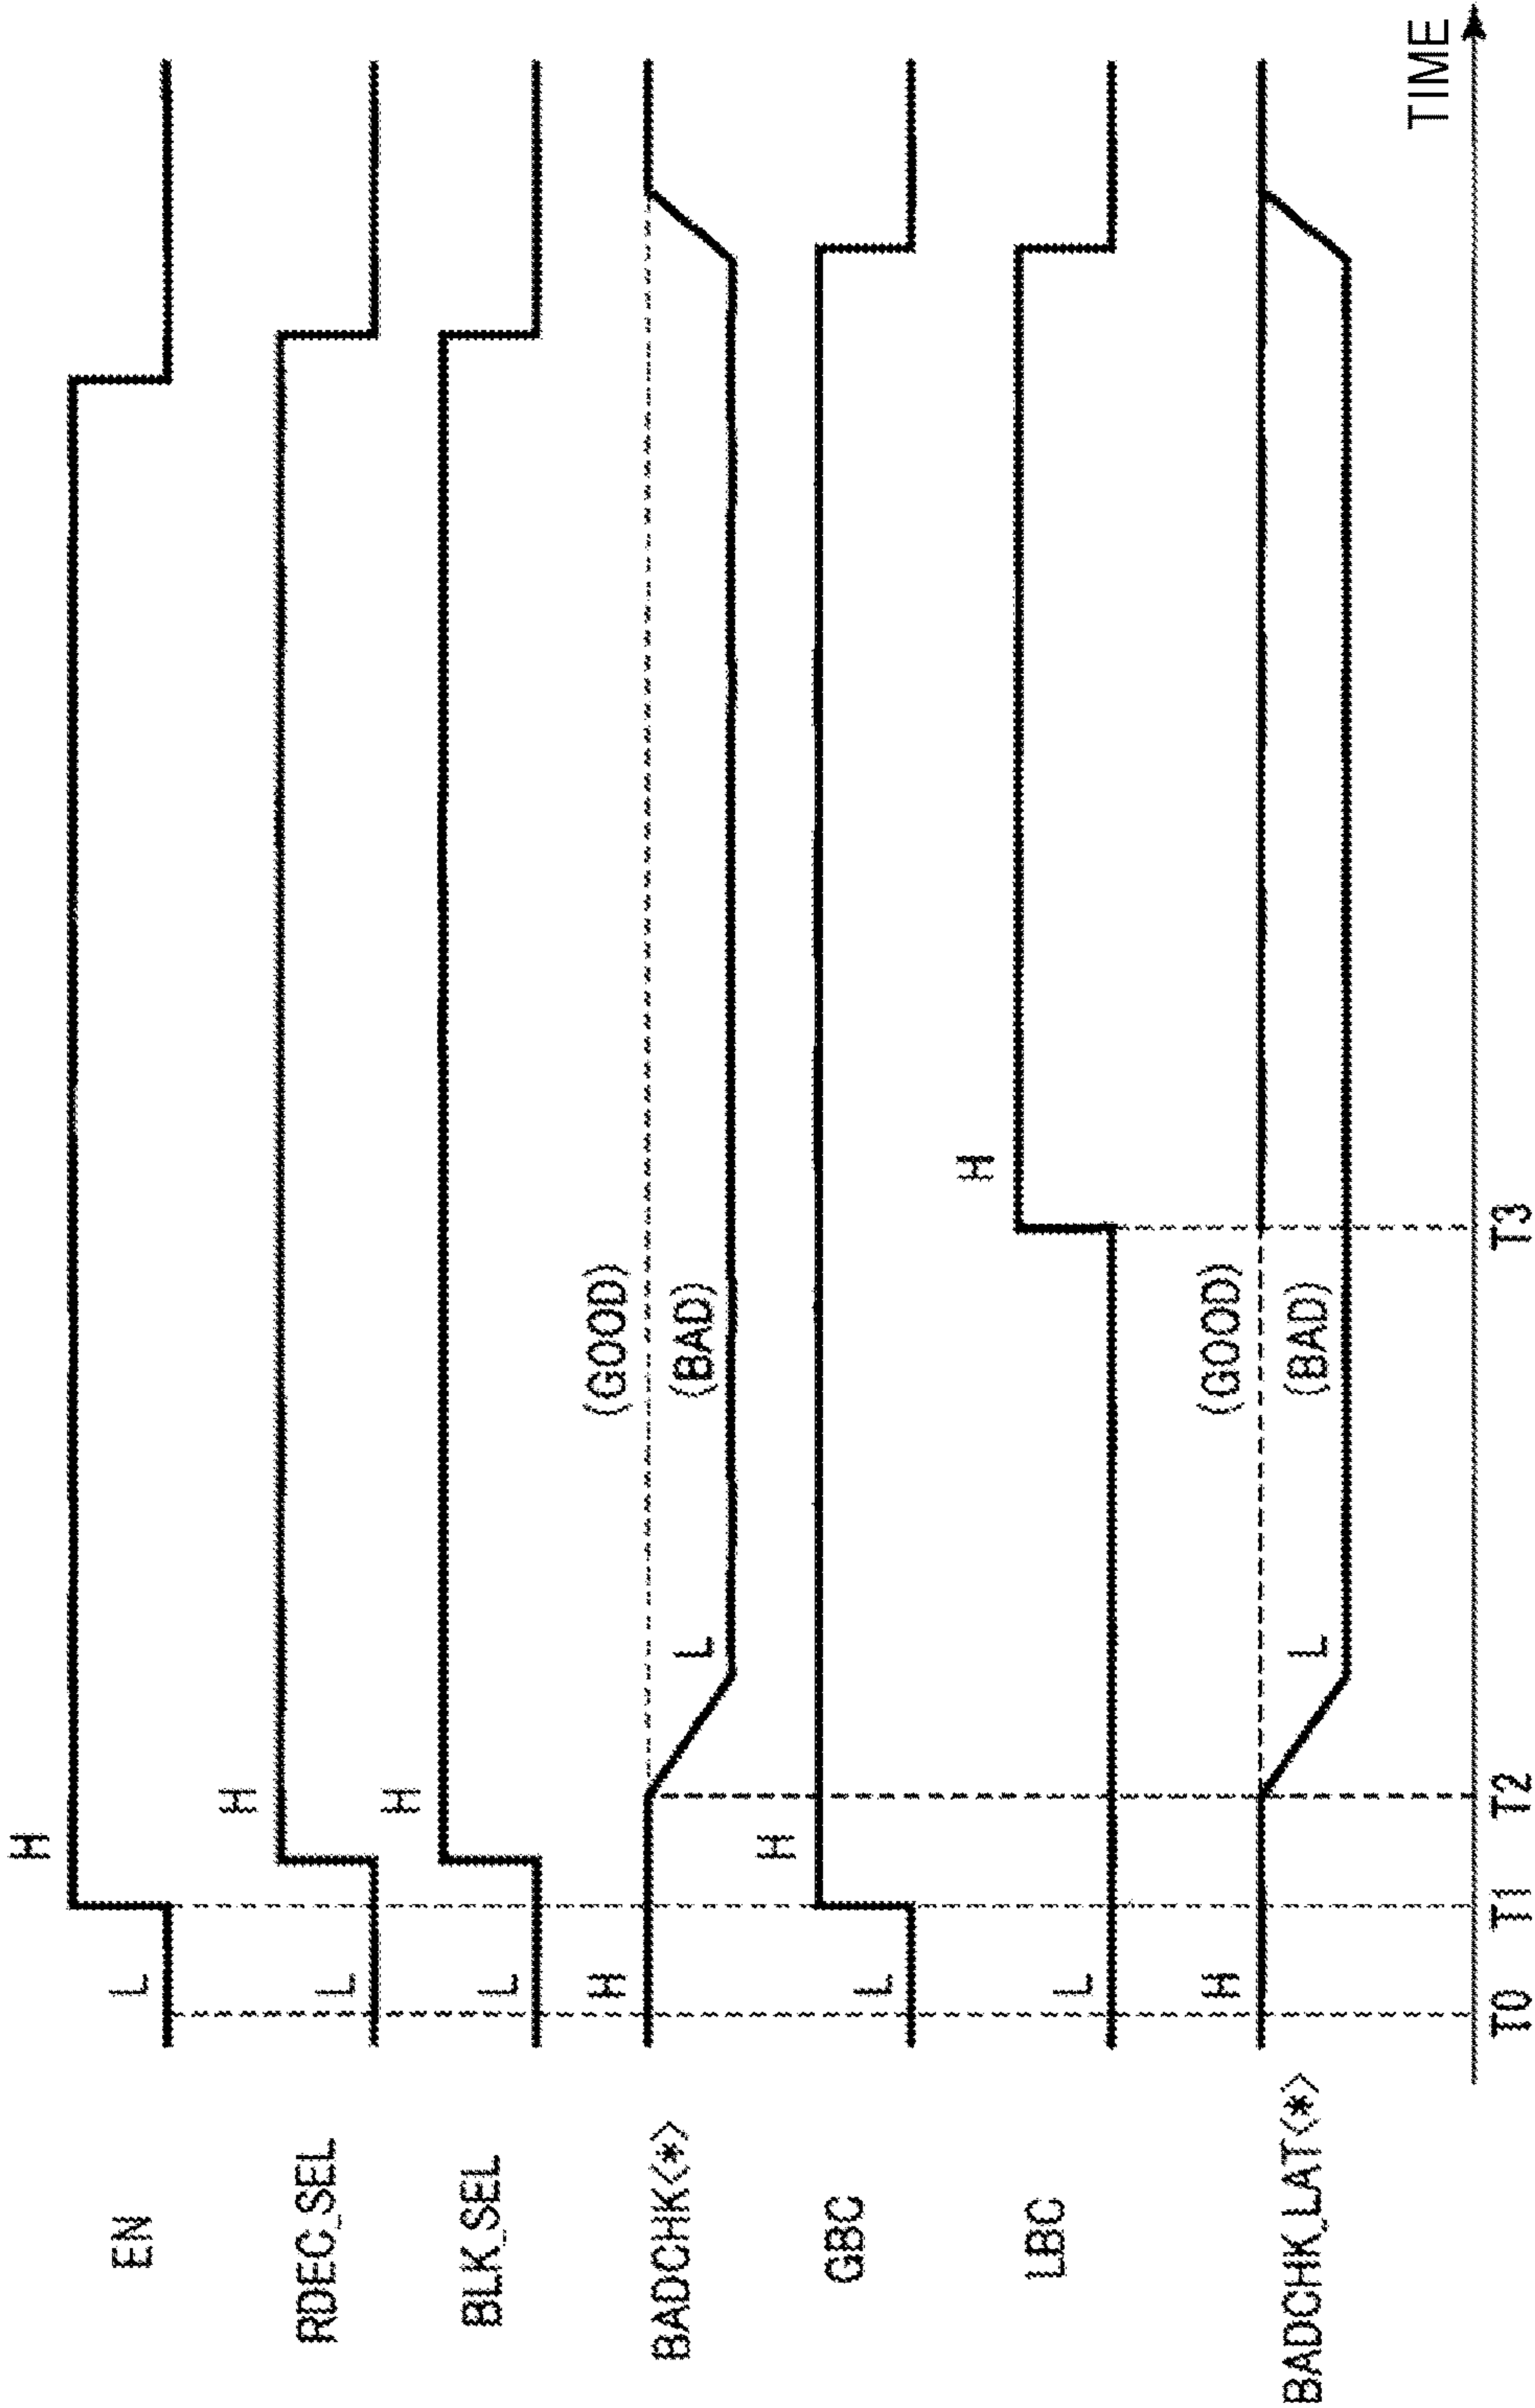 EN
L
H
RDEC_SEL
L
H
BLK_SEL
L
H
BADCHK<*>
H
L
(GOOD)
(BAD)
GBC
L
H
LBC
L
H
BADCHK_LAT<*>
H
L
(GOOD)
(BAD)
TIME
T0
T1
T2
T3